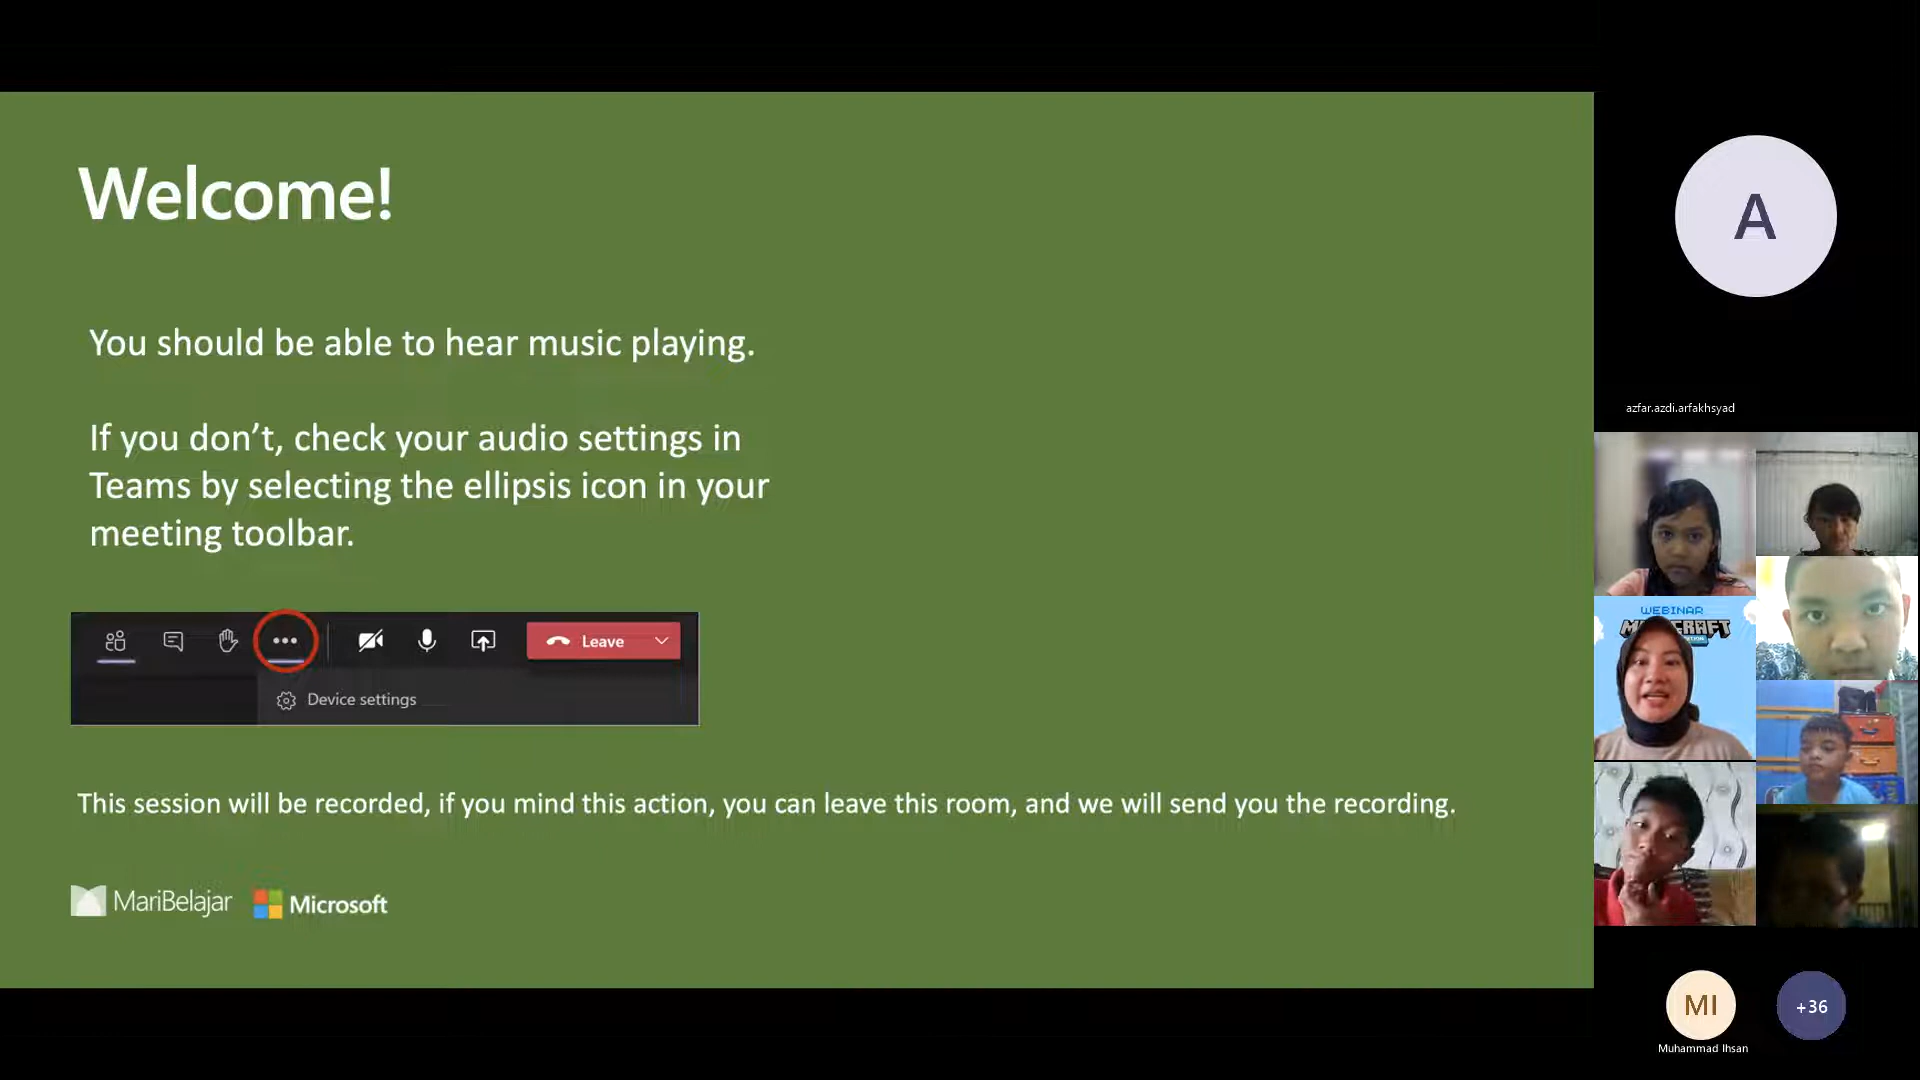 Welcome!
You should be able to hear music playing.
If you don’t, check your audio settings in
Teams by selecting the ellipsis icon in your
meeting toolbar.
Leave
Device settings
This session will be recorded, if you mind this action, you can leave this room, and we will send you the recording.
MariBelajar Microsoft
A
azfar.azdi.arfakhsyad
WEBINAR
MI
+36
Muhammad Ihsan